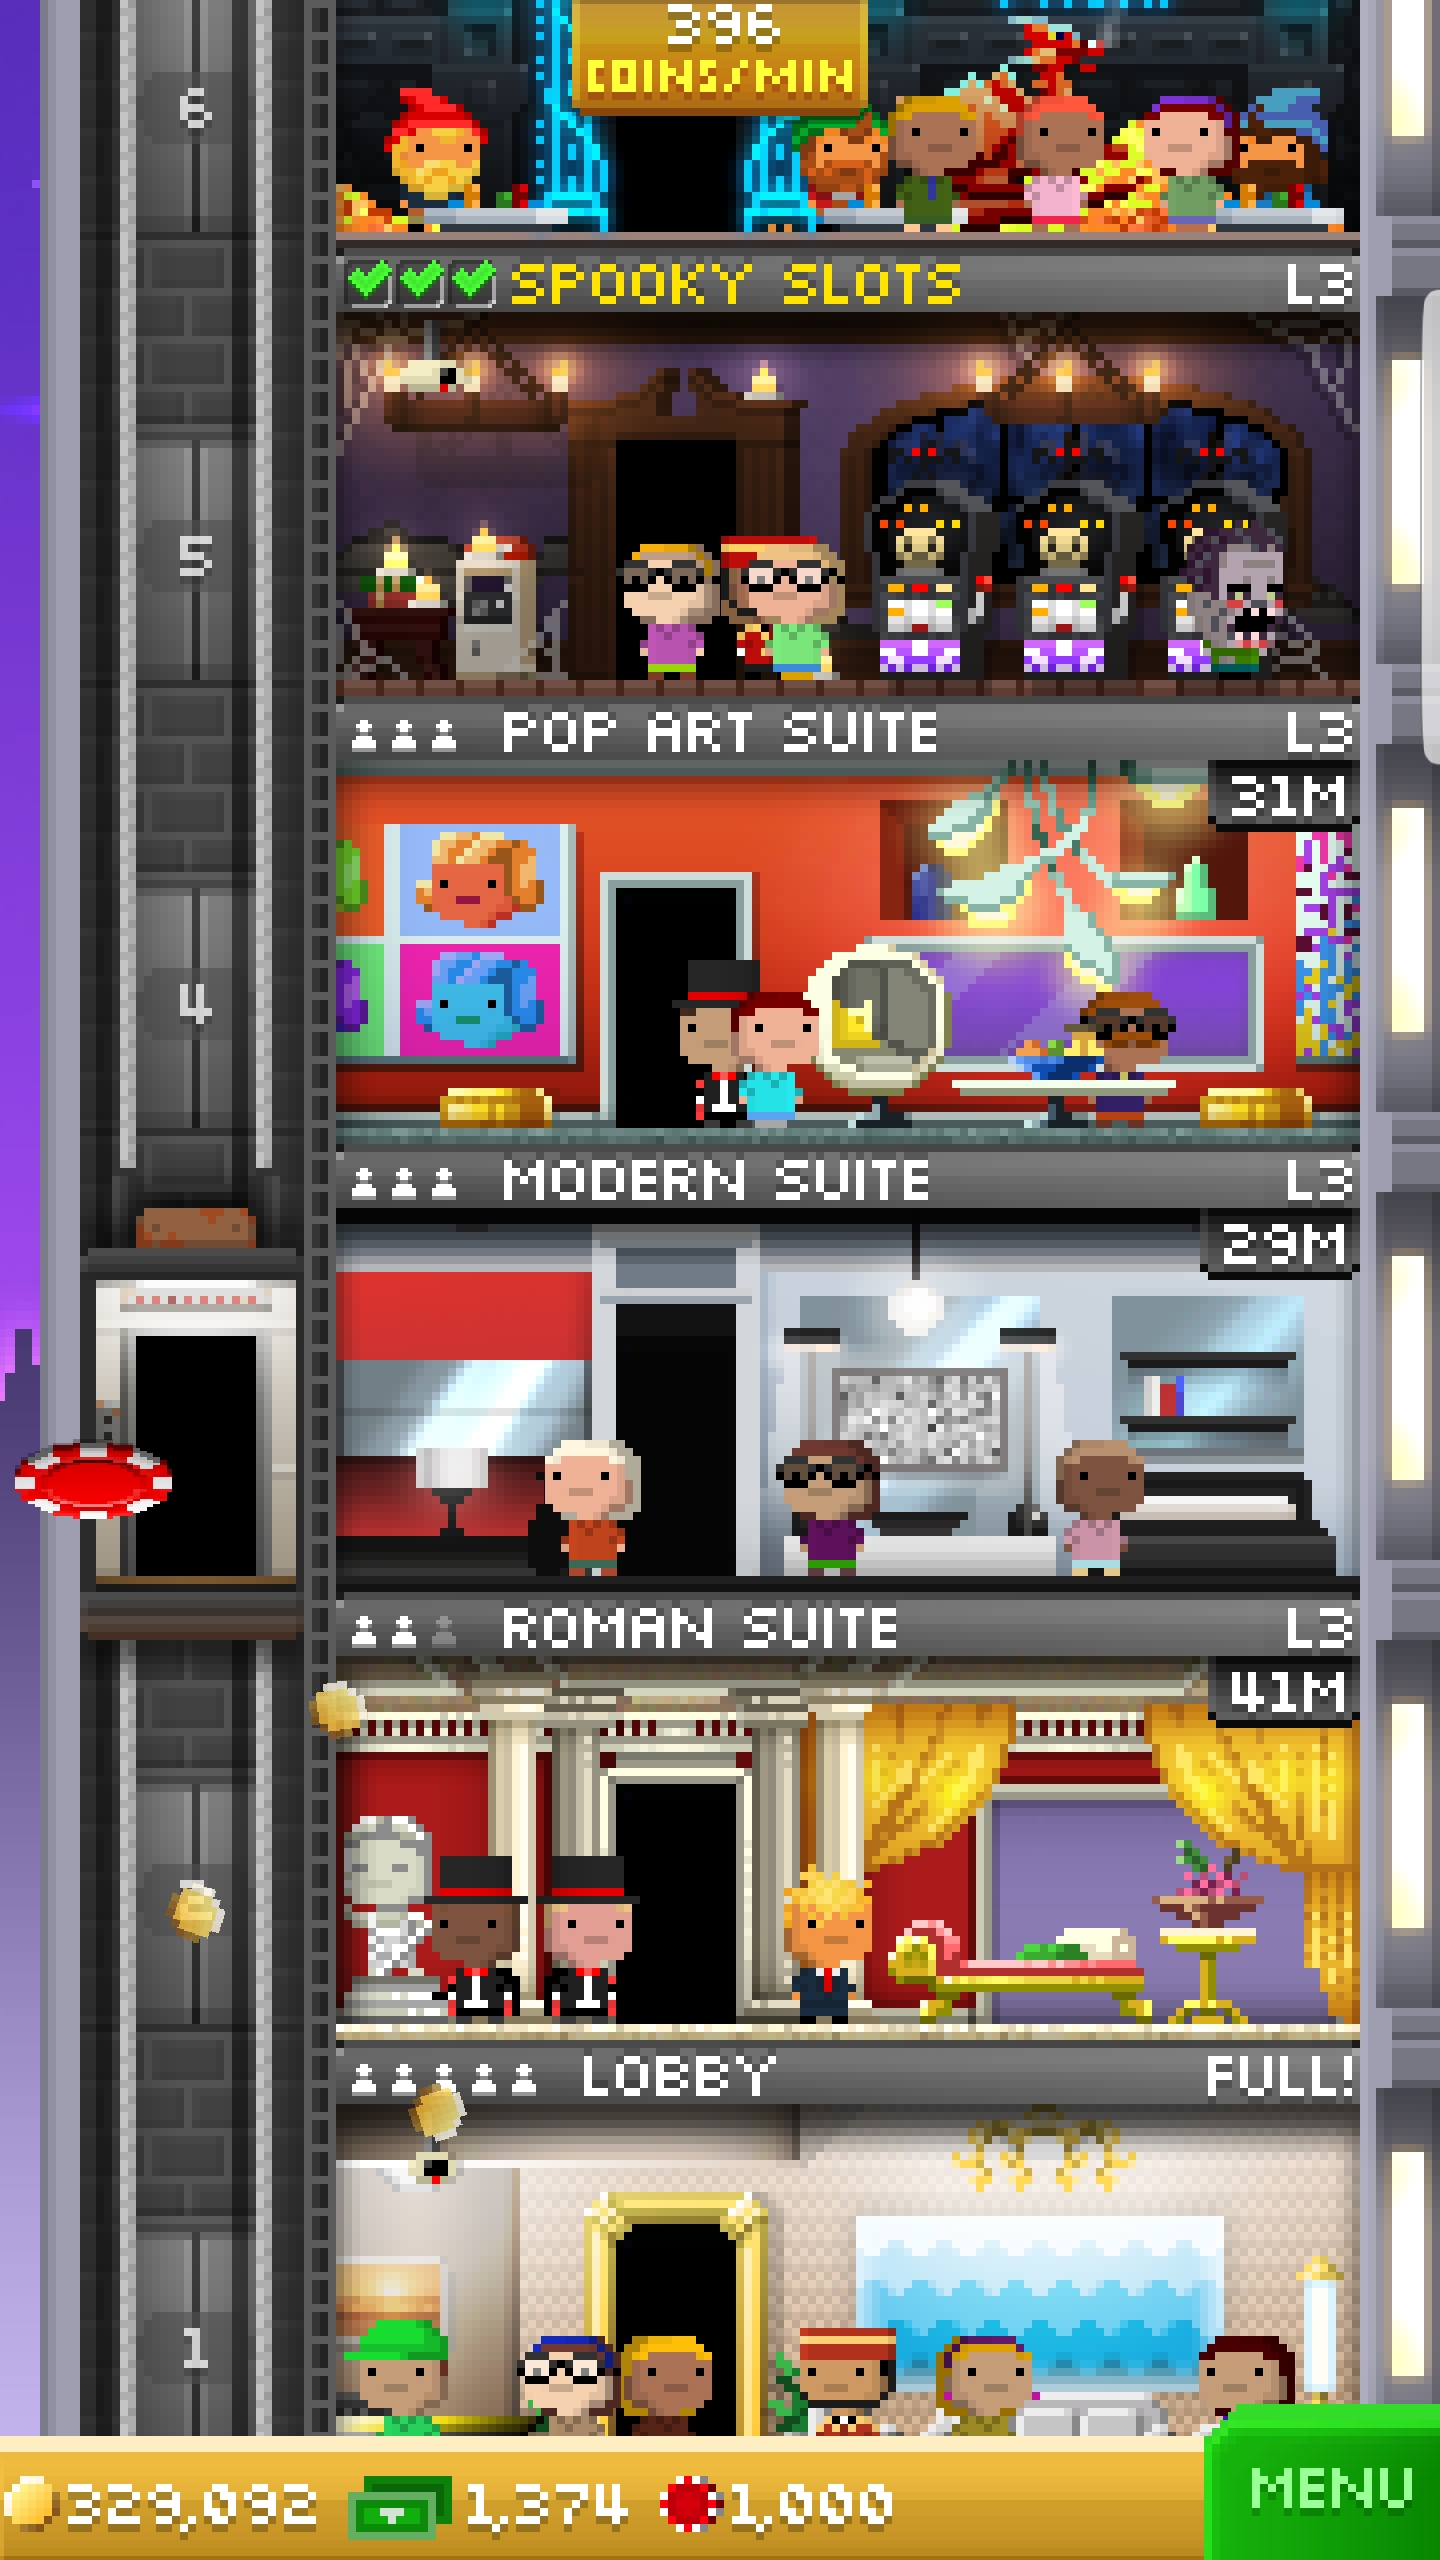 396
COINS/MIN
6
SPOOKY SLOTS L3
5
POP ART SUITE L3
31M
4
MODERN SUITE L3
29M
ROMAN SUITE L3
41M
LOBBY FULL!
1
329,092 1,374 1,000 MENU